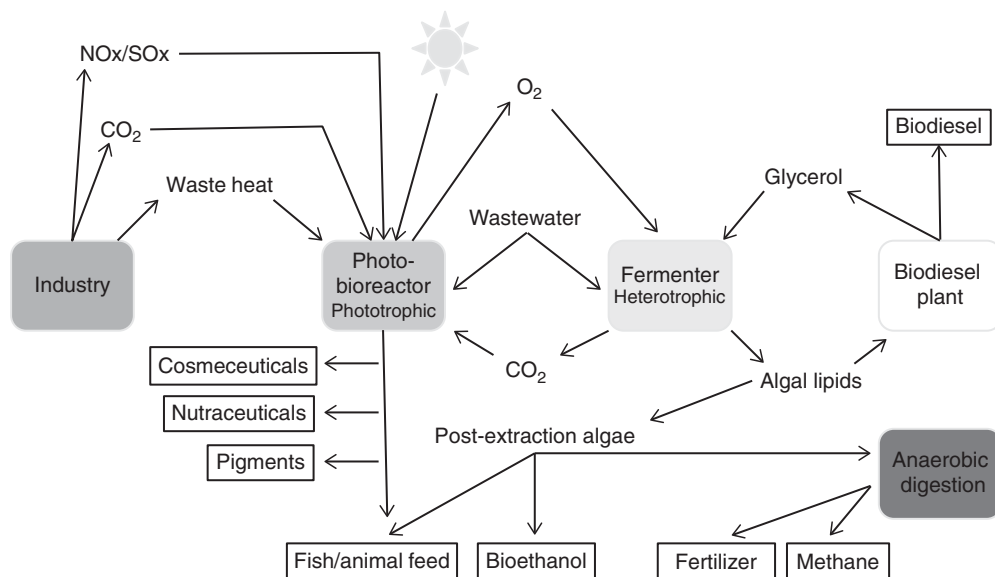 NOx/SOx
O₂
CO₂
Biodiesel
Waste heat
Glycerol
Wastewater
Industry
Photo-
bioreactor
Phototrophic
Fermenter
Heterotrophic
Biodiesel
plant
Cosmeceuticals
CO₂
Algal lipids
Nutraceuticals
Post-extraction algae
Pigments
Anaerobic
digestion
Fish/animal feed
Bioethanol
Fertilizer
Methane